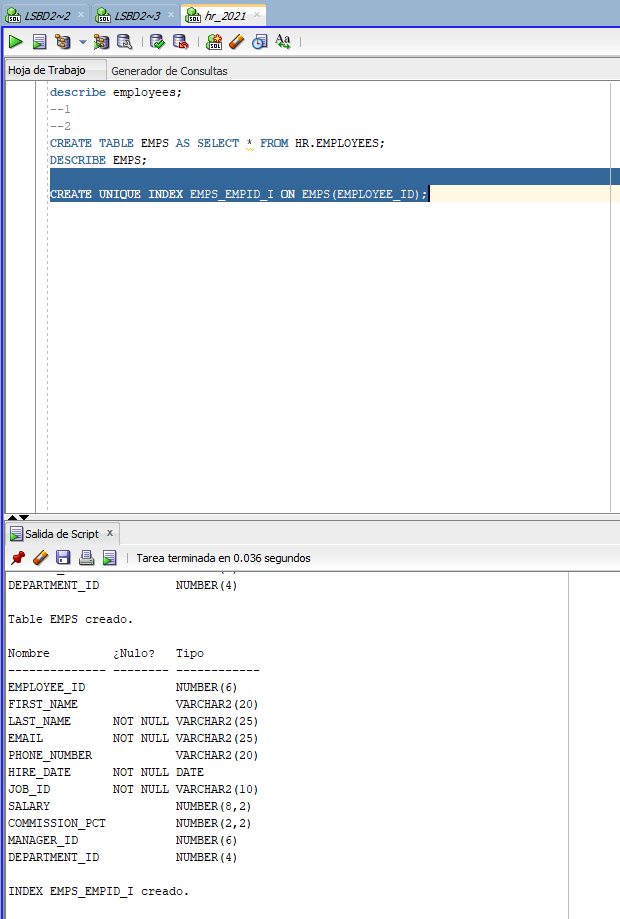 LSBD2~2 LSBD2~3 hr_2021
Hoja de Trabajo Generador de Consultas
describe employees;
--1
--2
CREATE TABLE EMPS AS SELECT * FROM HR.EMPLOYEES;
DESCRIBE EMPS;
CREATE UNIQUE INDEX EMPS_EMPID_I ON EMPS(EMPLOYEE_ID);
Salida de Script x
Tarea terminada en 0.036 segundos
DEPARTMENT_ID NUMBER(4)
Table EMPS creado.
Nombre ¿Nulo? Tipo
-------------- -------- ------------
EMPLOYEE_ID NUMBER(6)
FIRST_NAME VARCHAR2(20)
LAST_NAME NOT NULL VARCHAR2(25)
EMAIL NOT NULL VARCHAR2(25)
PHONE_NUMBER VARCHAR2(20)
HIRE_DATE NOT NULL DATE
JOB_ID NOT NULL VARCHAR2(10)
SALARY NUMBER(8,2)
COMMISSION_PCT NUMBER(2,2)
MANAGER_ID NUMBER(6)
DEPARTMENT_ID NUMBER(4)
INDEX EMPS_EMPID_I creado.